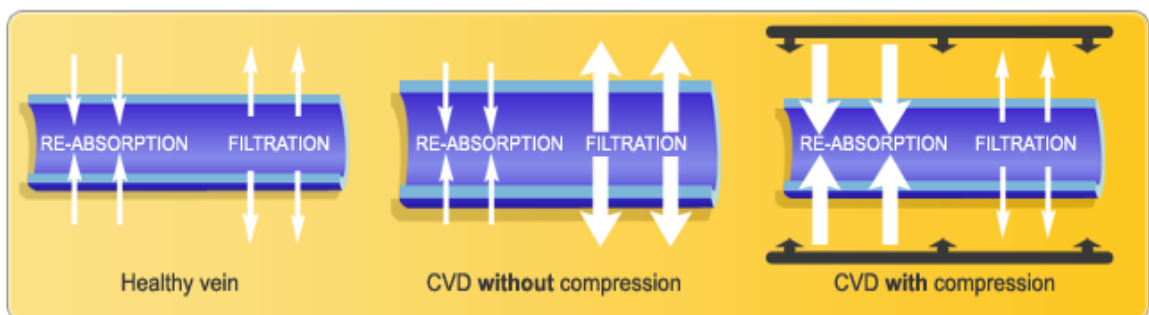 RE-ABSORPTION FILTRATION
RE-ABSORPTION FILTRATION
RE-ABSORPTION FILTRATION
Healthy vein
CVD without compression
CVD with compression